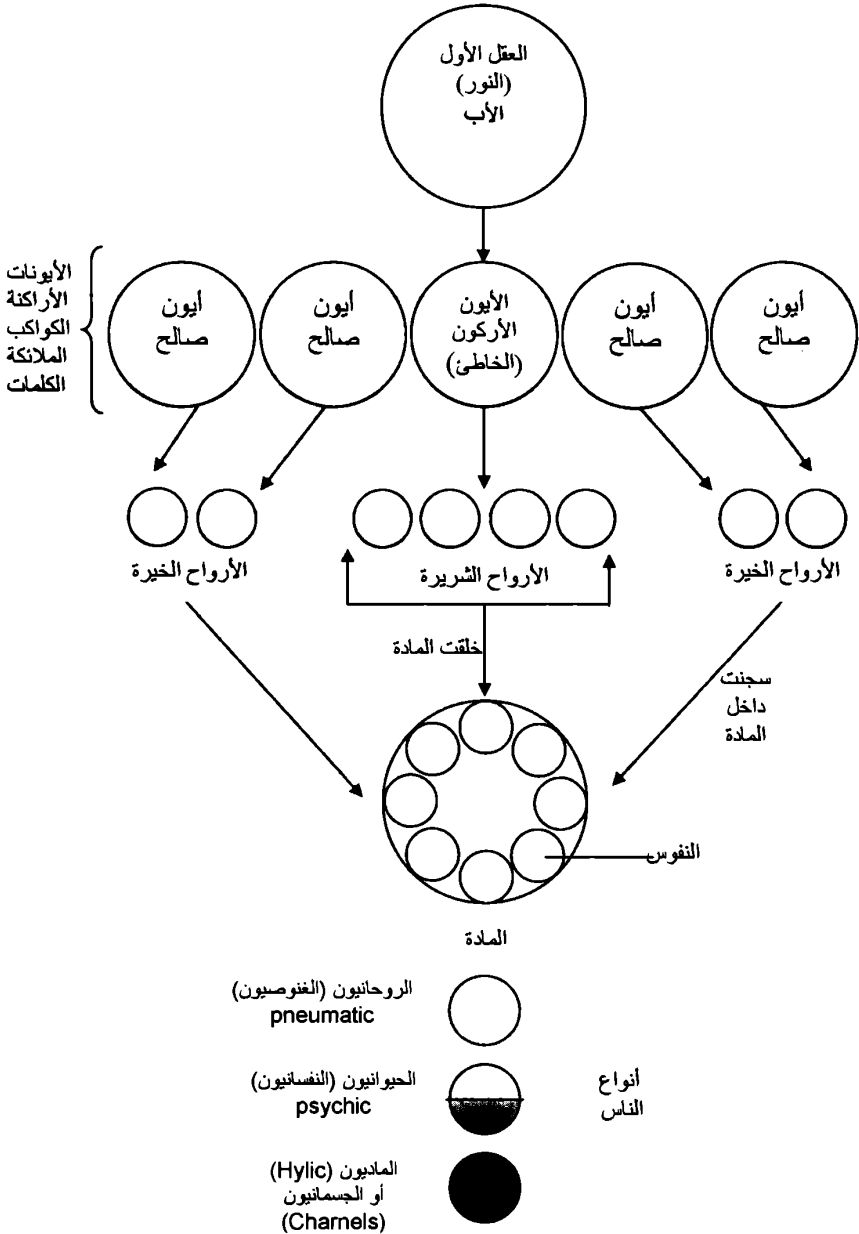 العقل الأول
(النور)
الأب
الأيونات
الأراكنة
الكواكب
الملائكة
الكلمات
أيون
صالح
أيون
صالح
الأيون
الأركون
(الخاطئ)
أيون
صالح
أيون
صالح
الأرواح الخيرة
الأرواح الشريرة
الأرواح الخيرة
خلقت المادة
سجنت
داخل
المادة
النفوس
المادة
الروحانيون (الغنوصيون)
pneumatic
الحيوانيون (النفسانيون)
psychic
أنواع
الناس
الماديون (Hylic)
أو الجسمانيون
(Charnels)